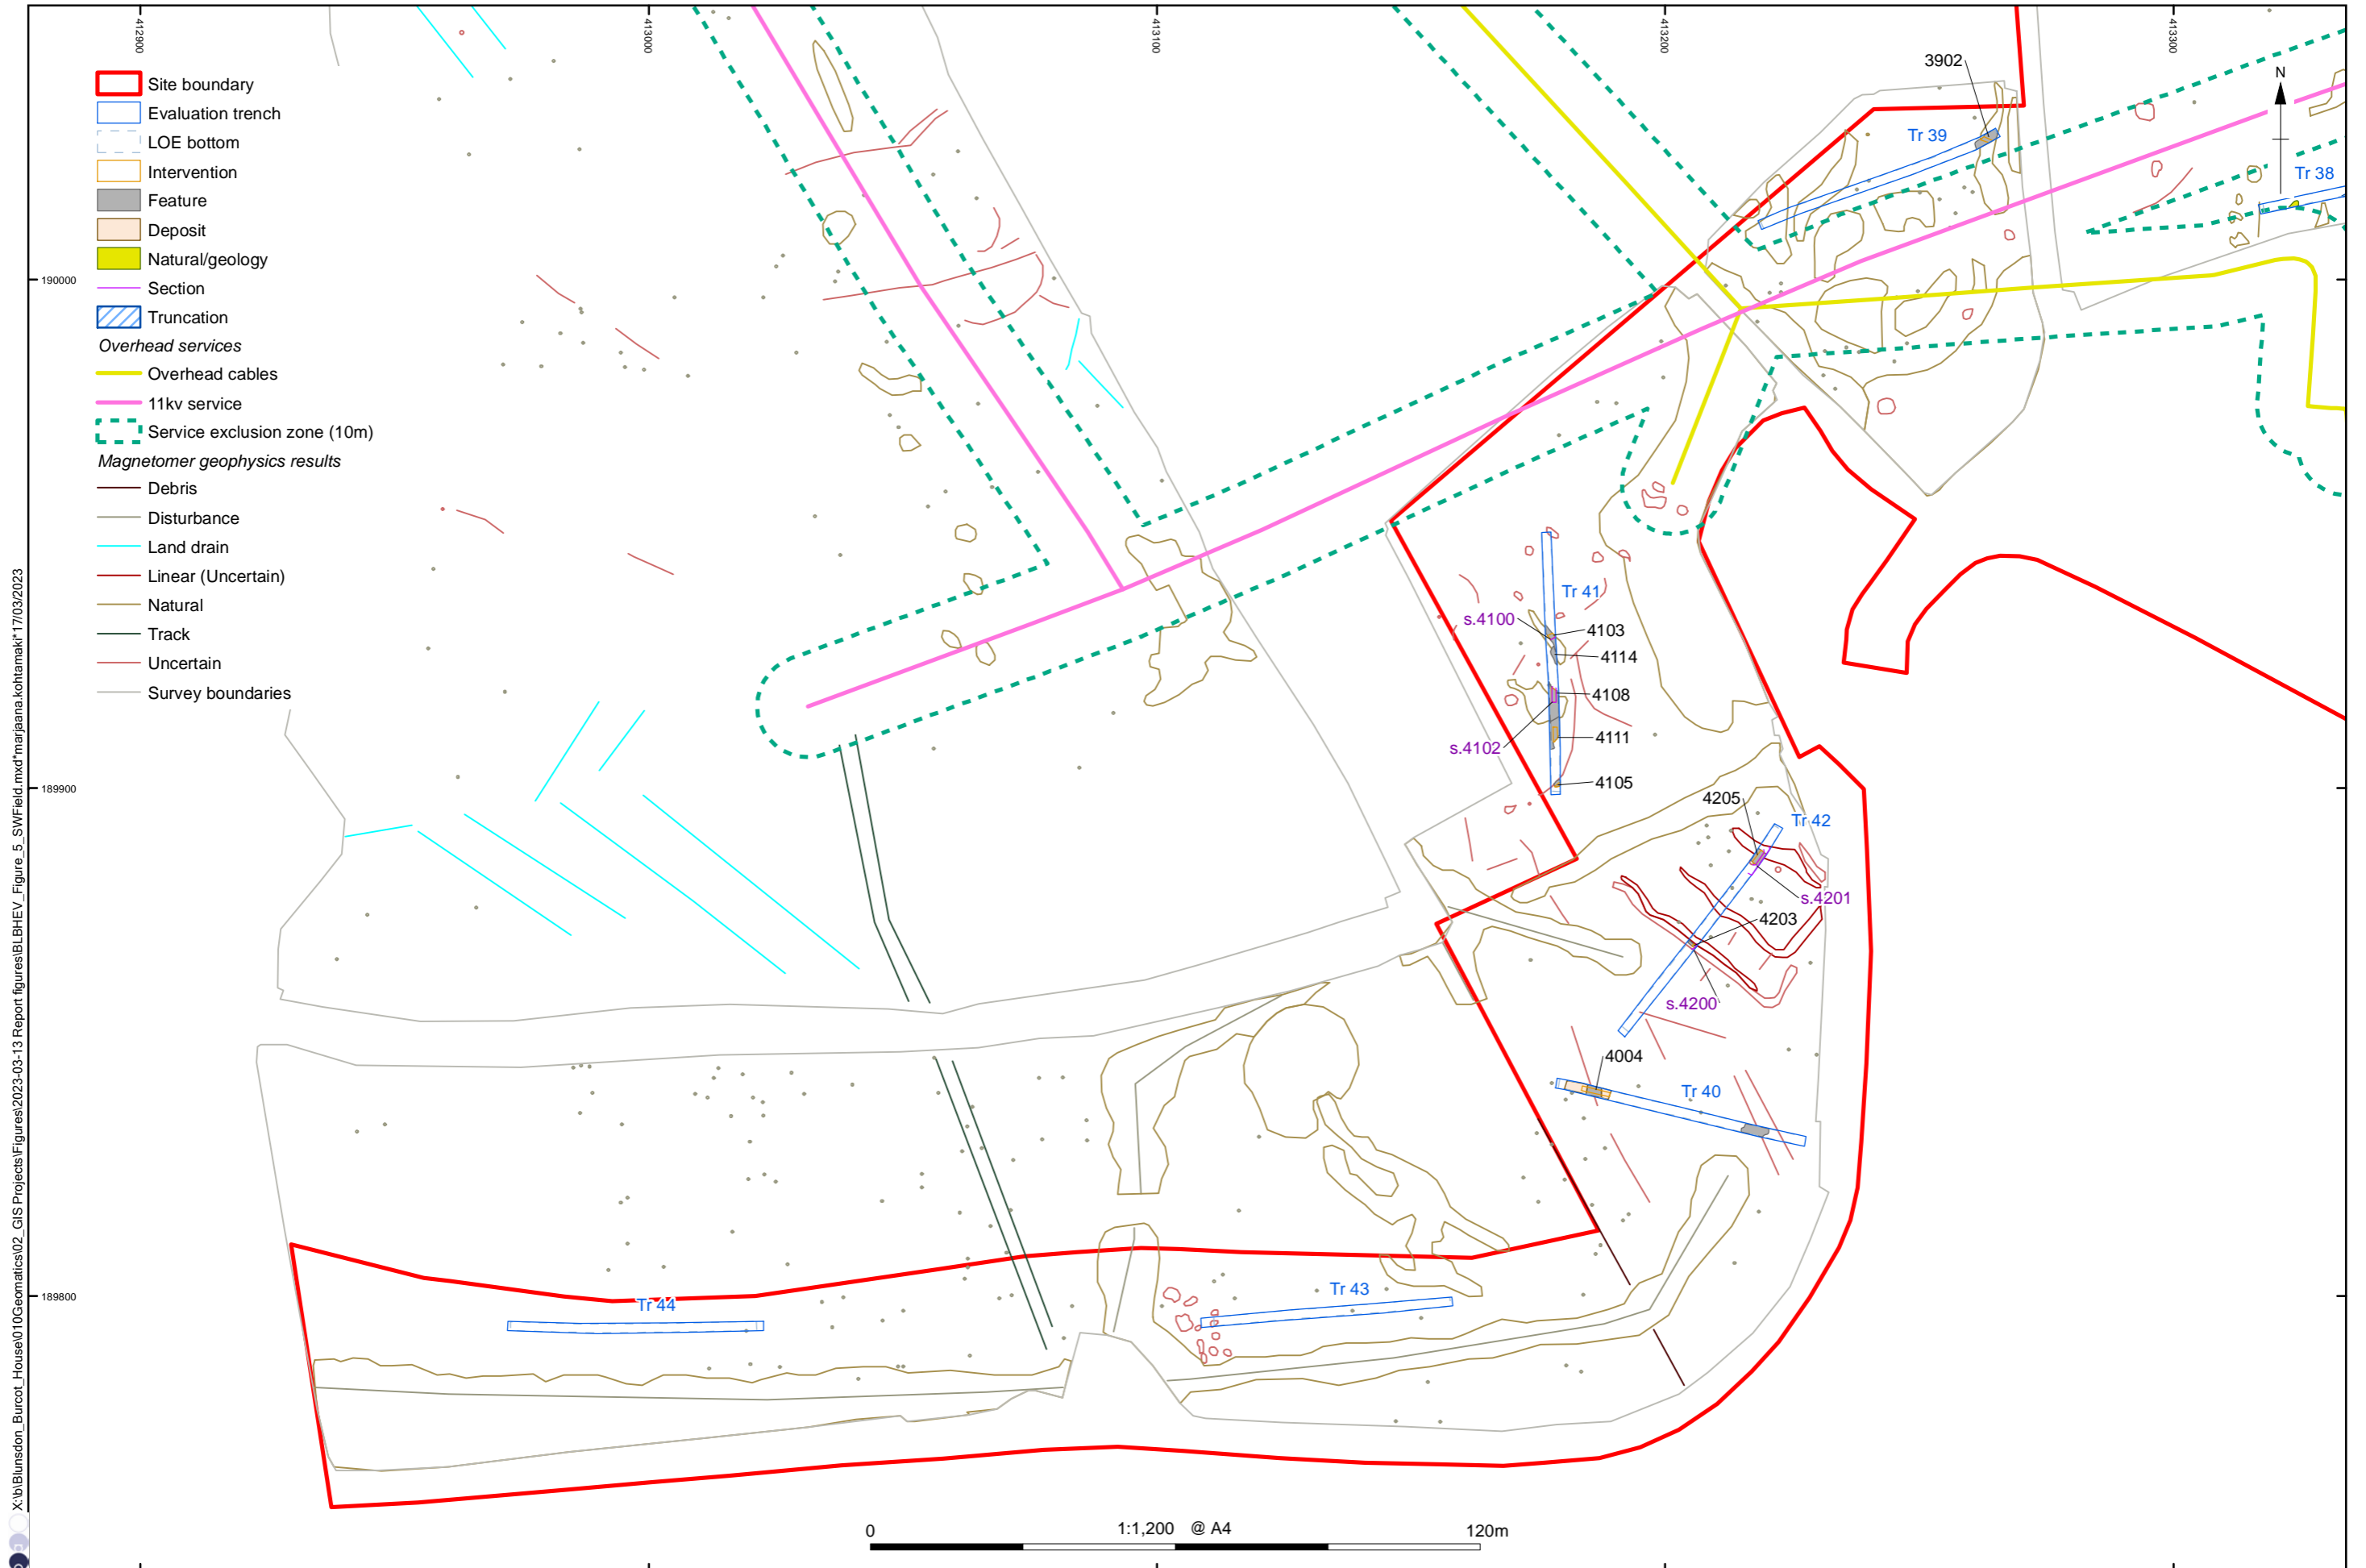 412900
413000
413100
413200
413300
190000
189900
189800
Site boundary
Evaluation trench
LOE bottom
Intervention
Feature
Deposit
Natural/geology
Section
Truncation
Overhead services
Overhead cables
11kv service
Service exclusion zone (10m)
Magnetomer geophysics results
Debris
Disturbance
Land drain
Linear (Uncertain)
Natural
Track
Uncertain
Survey boundaries
3902
N
Tr 39
Tr 38
Tr 41
s.4100
4103
4114
4108
s.4102
4111
4105
4205
Tr 42
s.4201
4203
s.4200
4004
Tr 40
Tr 43
Tr 44
0
1:1,200 @ A4
120m
X:\b\Blunsdon_Burcot_House\010Geomatics\02_GIS Projects\Figures\2023-03-13 Report figures\BLBHEV_Figure_5_SWField.mxd*marjaana.kohtamaki*17/03/2023